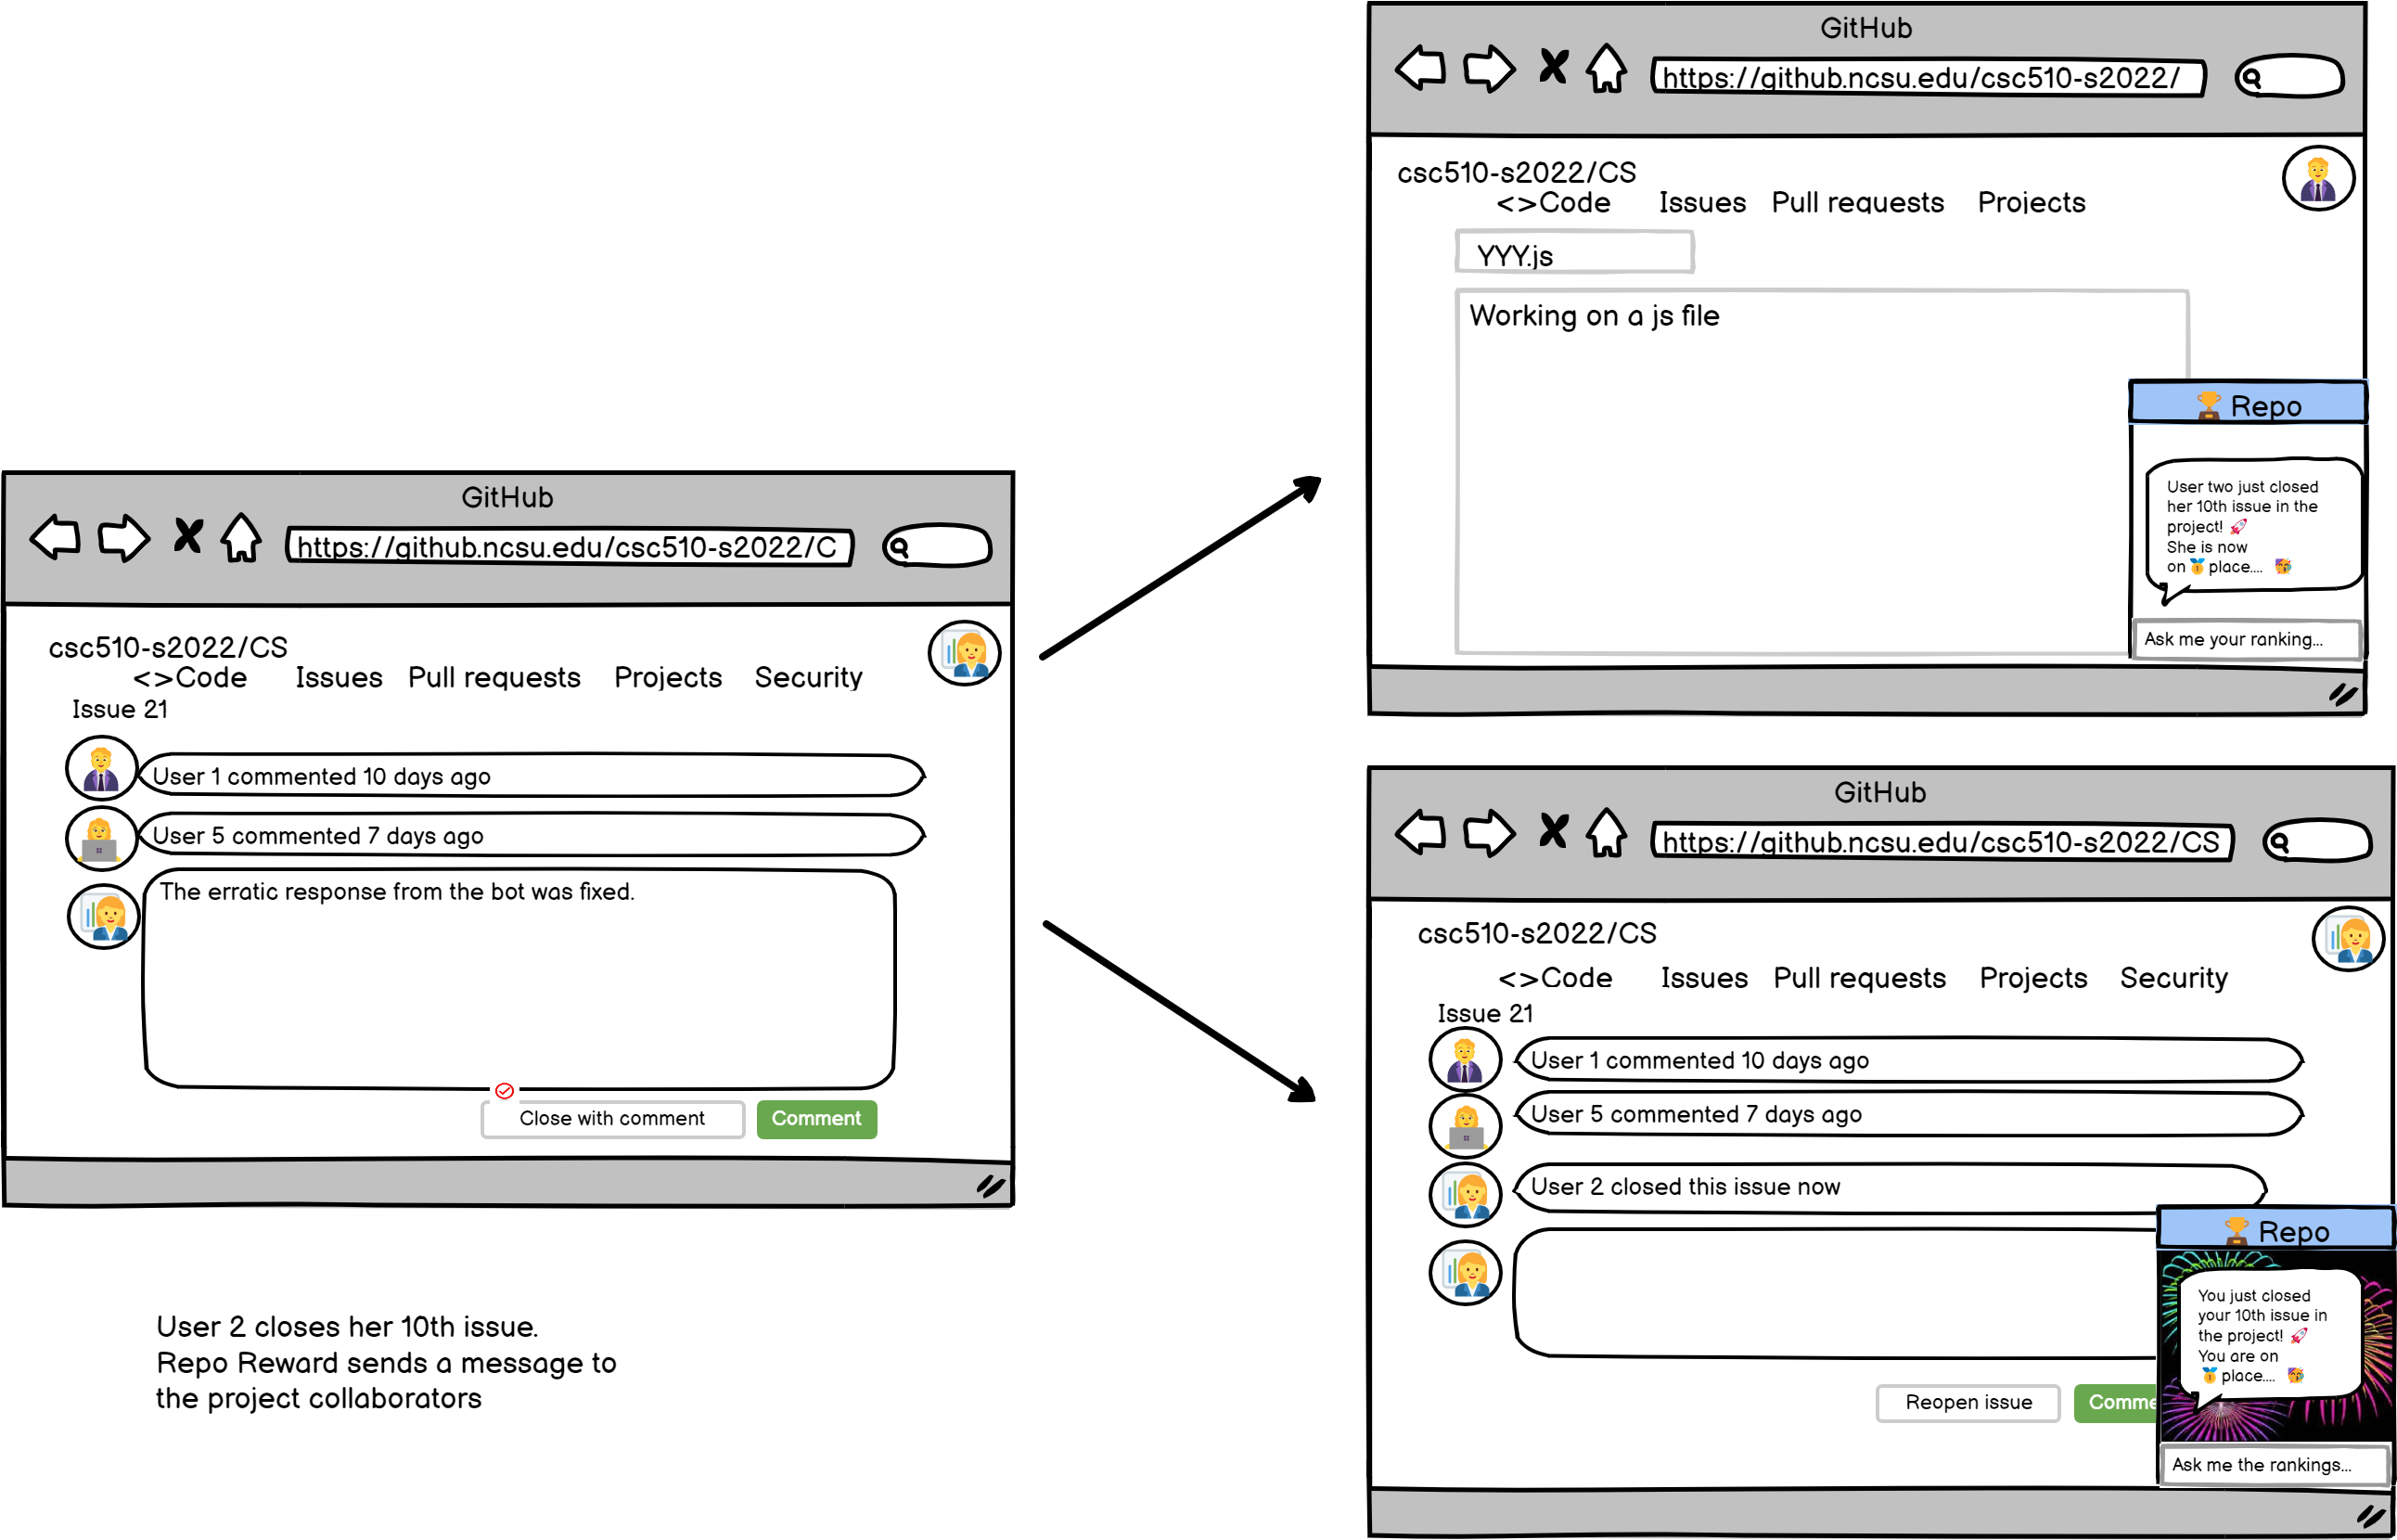 GitHub
https://github.ncsu.edu/csc510-s2022/C
csc510-s2022/CS
<>Code Issues Pull requests Projects Security
Issue 21
User 1 commented 10 days ago
User 5 commented 7 days ago
The erratic response from the bot was fixed.
Close with comment Comment
User 2 closes her 10th issue.
Repo Reward sends a message to
the project collaborators
GitHub
https://github.ncsu.edu/csc510-s2022/
csc510-s2022/CS
<>Code Issues Pull requests Projects
YYY.js
Working on a js file
🏆 Repo
User two just closed
her 10th issue in the
project! 🚀
She is now
on 🥇 place.... 🥳
Ask me your ranking...
GitHub
https://github.ncsu.edu/csc510-s2022/CS
csc510-s2022/CS
<>Code Issues Pull requests Projects Security
Issue 21
User 1 commented 10 days ago
User 5 commented 7 days ago
User 2 closed this issue now
🏆 Repo
You just closed
your 10th issue in
the project! 🚀
You are on
🥇 place.... 🥳
Reopen issue Comme
Ask me the rankings...